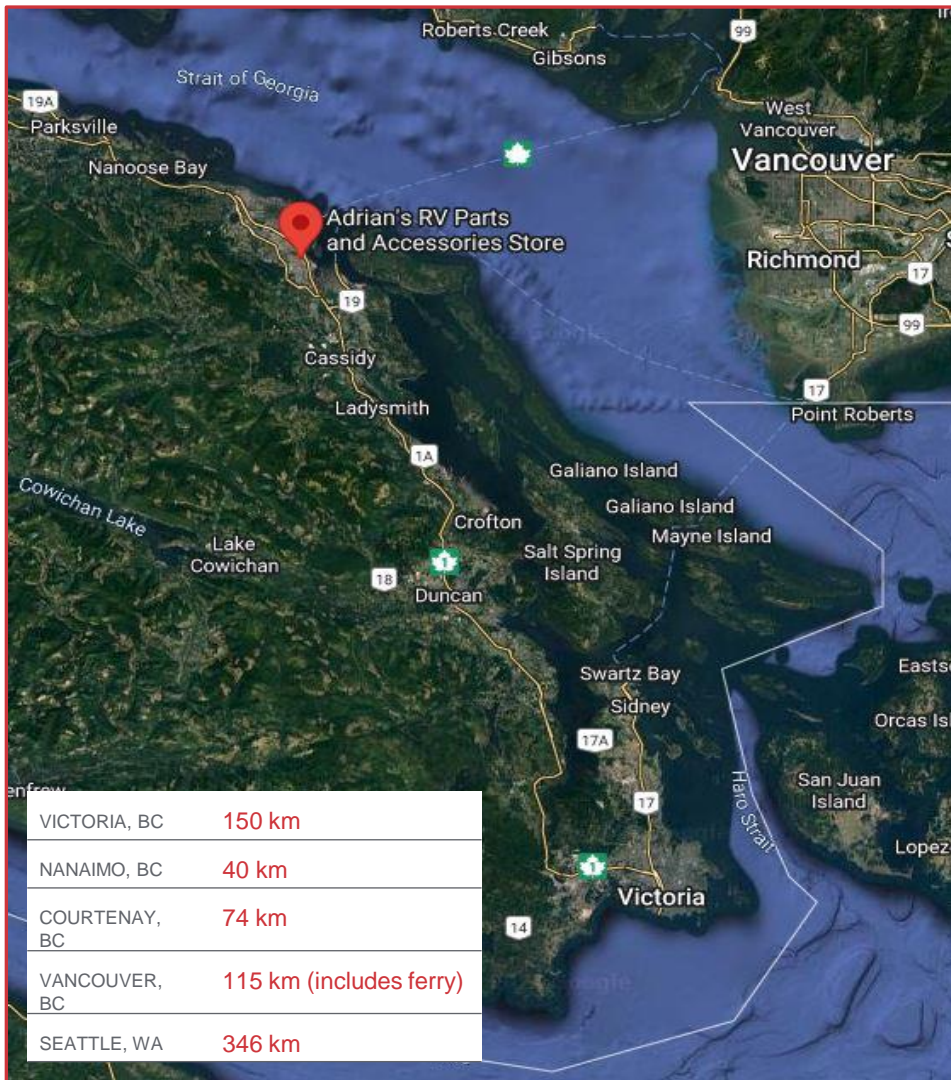 Roberts Creek
99
Gibsons
Strait of Georgia
19A
Parksville
West
Vancouver
Nanoose Bay
Vancouver
Adrian's RV Parts
and Accessories Store
Richmond
17
19
99
Cassidy
17
Ladysmith
Point Roberts
1A
Galiano Island
Cowichan Lake
Galiano Island
Crofton
Mayne Island
Lake
Cowichan
Salt Spring
Island
1
18
Duncan
Swartz Bay
Sidney
Orcas Isl
17A
San Juan
Island
Haro Strait
enfrew
17
Lopez
1
Victoria
14
VICTORIA, BC 150 km
NANAIMO, BC 40 km
COURTENAY,
BC
74 km
VANCOUVER,
BC
115 km (includes ferry)
SEATTLE, WA 346 km